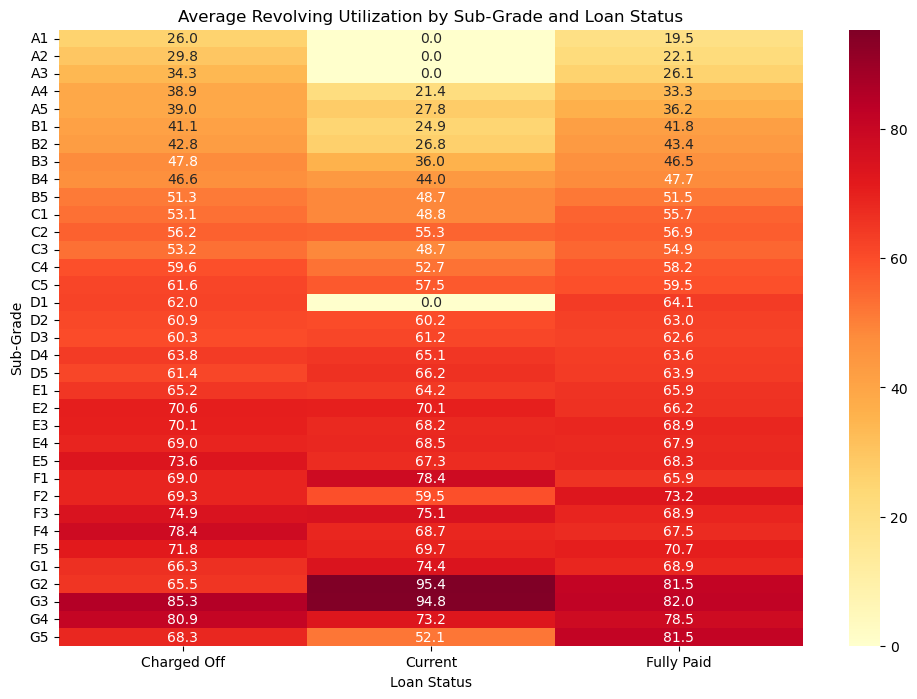 Average Revolving Utilization by Sub-Grade and Loan Status
A1 26.0 0.0 19.5
A2 29.8 0.0 22.1
A3 34.3 0.0 26.1
A4 38.9 21.4 33.3
A5 39.0 27.8 36.2
B1 41.1 24.9 41.8
B2 42.8 26.8 43.4
B3 47.8 36.0 46.5
B4 46.6 44.0 47.7
B5 51.3 48.7 51.5
C1 53.1 48.8 55.7
C2 56.2 55.3 56.9
C3 53.2 48.7 54.9
C4 59.6 52.7 58.2
C5 61.6 57.5 59.5
D1 62.0 0.0 64.1
D2 60.9 60.2 63.0
D3 60.3 61.2 62.6
D4 63.8 65.1 63.6
D5 61.4 66.2 63.9
E1 65.2 64.2 65.9
E2 70.6 70.1 66.2
E3 70.1 68.2 68.9
E4 69.0 68.5 67.9
E5 73.6 67.3 68.3
F1 69.0 78.4 65.9
F2 69.3 59.5 73.2
F3 74.9 75.1 68.9
F4 78.4 68.7 67.5
F5 71.8 69.7 70.7
G1 66.3 74.4 68.9
G2 65.5 95.4 81.5
G3 85.3 94.8 82.0
G4 80.9 73.2 78.5
G5 68.3 52.1 81.5
Sub-Grade
Charged Off Current Fully Paid
Loan Status
80
60
40
20
0